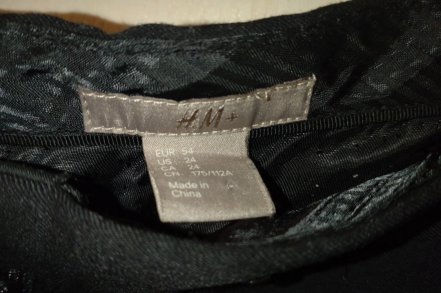 H&M+
EUR 54
US 24
CA 24
CN 175/112A
Made in
China